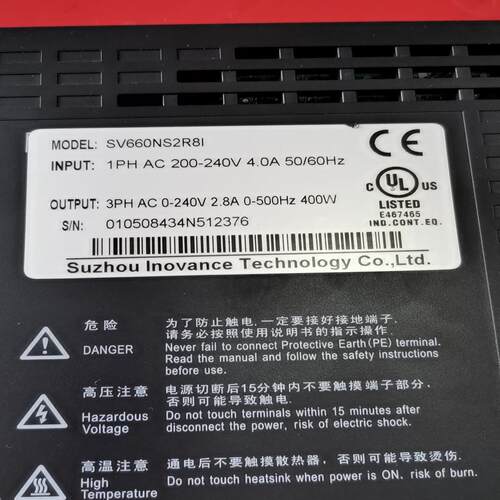 MODEL: SV660NS2R8I
INPUT: 1PH AC 200-240V 4.0A 50/60Hz
OUTPUT: 3PH AC 0-240V 2.8A 0-500Hz 400W
S/N: 010508434N512376
CE
c UL us
LISTED
E467465
IND.CONT.EQ.
Suzhou Inovance Technology Co.,Ltd.
危险
DANGER
为了防止触电,一定要接好接地端子.
请务必按照使用说明书的指示操作.
Never fail to connect Protective Earth(PE) terminal.
Read the manual and follow the safety instructions
before use.
高压注意
Hazardous
Voltage
电源切断后15分钟内不要触摸端子部分,
否则可能导致触电.
Do not touch terminals within 15 minutes after
disconnect the power, risk of electric shock.
高温注意
High
Temperature
通电后不要触摸散热器,否则可能导致烫伤.
Do not touch heatsink when power is ON, risk of burn.